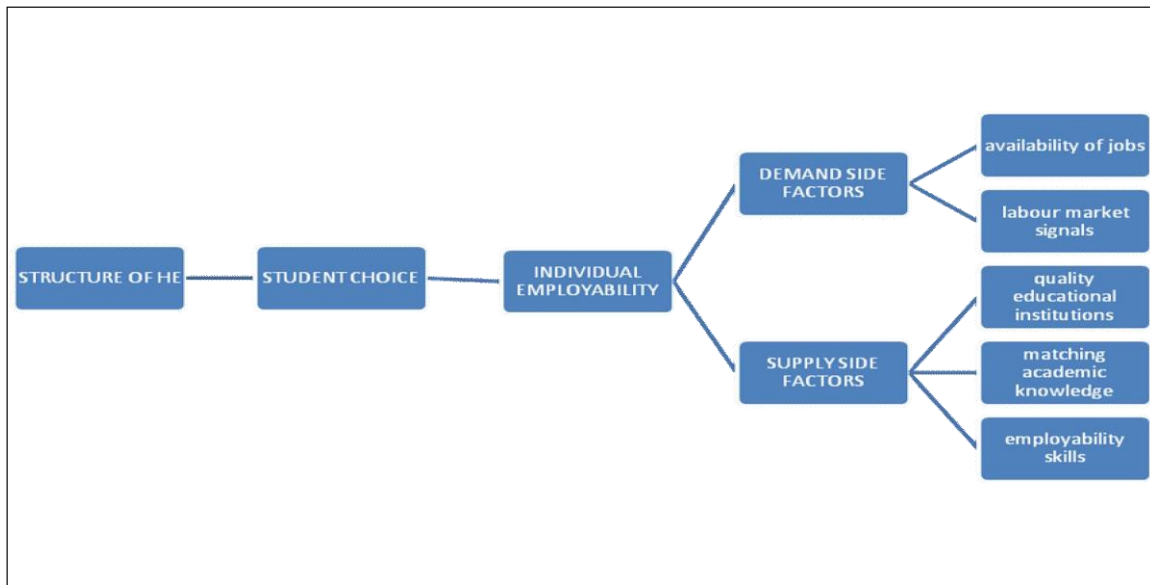 STRUCTURE OF HE
STUDENT CHOICE
INDIVIDUAL
EMPLOYABILITY
DEMAND SIDE
FACTORS
availability of jobs
labour market
signals
SUPPLY SIDE
FACTORS
quality
educational
institutions
matching
academic
knowledge
employability
skills